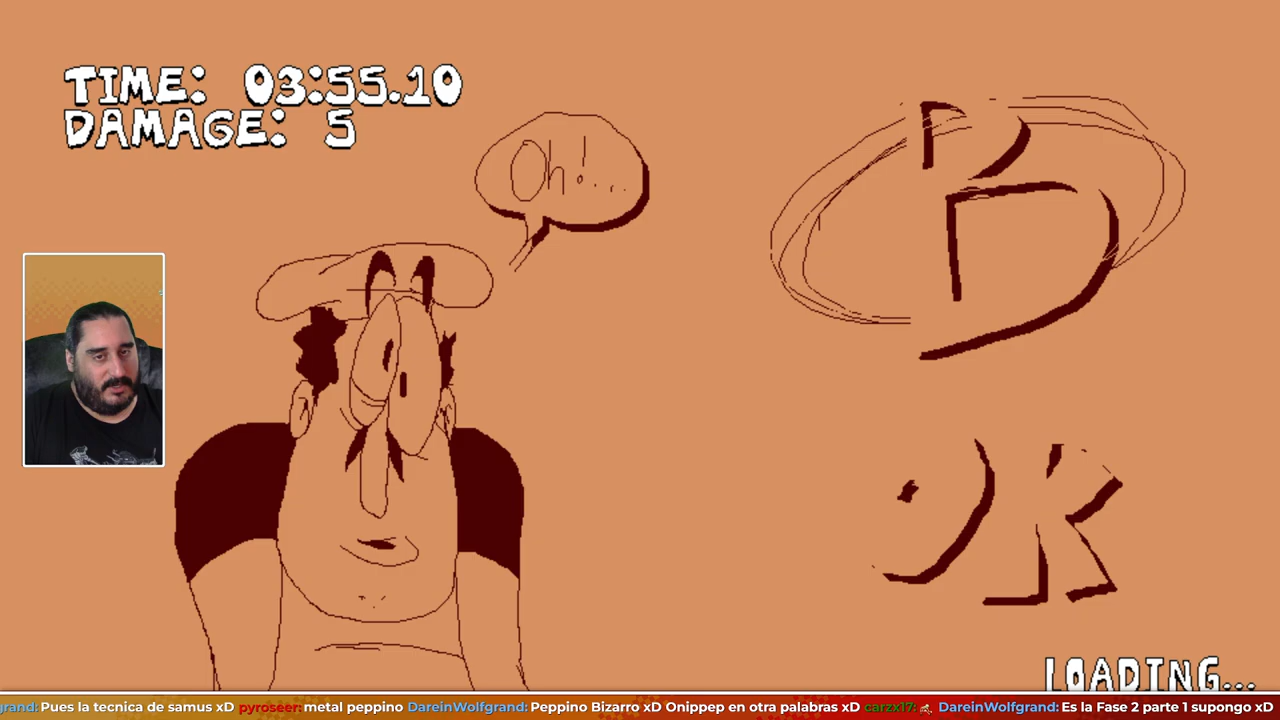 TIME: 03:55.10
DAMAGE: 5
Oh!...
D
OK
LOADING...
grand: Pues la tecnica de samus xD pyroseer: metal peppino DareinWolfgrand: Peppino Bizarro xD Onippep en otra palabras xD carzx17: DareinWolfgrand: Es la Fase 2 parte 1 supongo xD